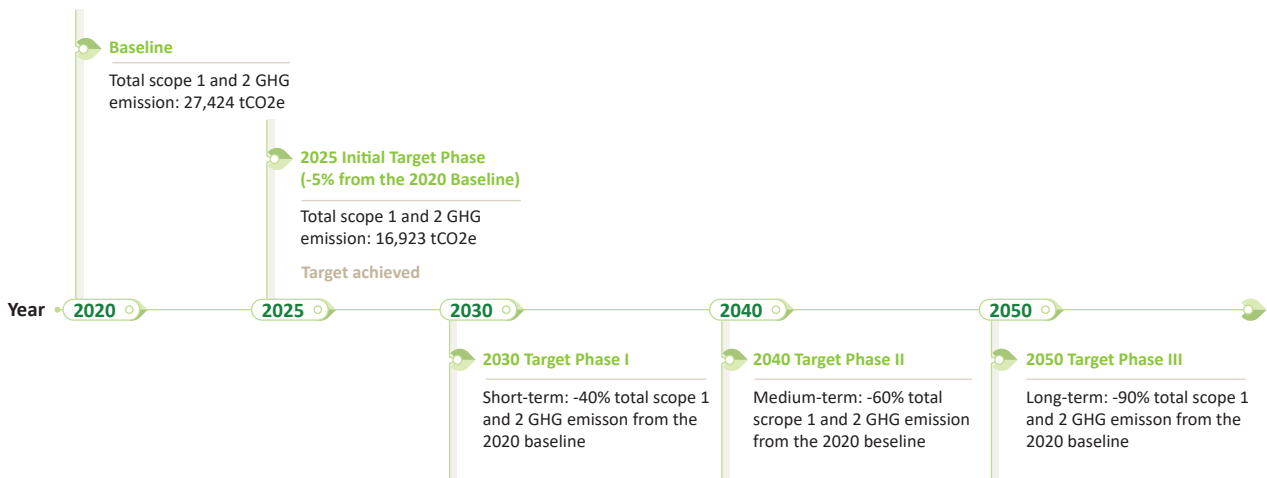 Baseline
Total scope 1 and 2 GHG
emission: 27,424 tCO2e
2025 Initial Target Phase
(-5% from the 2020 Baseline)
Total scope 1 and 2 GHG
emission: 16,923 tCO2e
Target achieved
Year
2020
2025
2030
2040
2050
2030 Target Phase I
Short-term: -40% total scope 1
and 2 GHG emisson from the
2020 baseline
2040 Target Phase II
Medium-term: -60% total
scrope 1 and 2 GHG emission
from the 2020 beseline
2050 Target Phase III
Long-term: -90% total scope 1
and 2 GHG emisson from the
2020 baseline